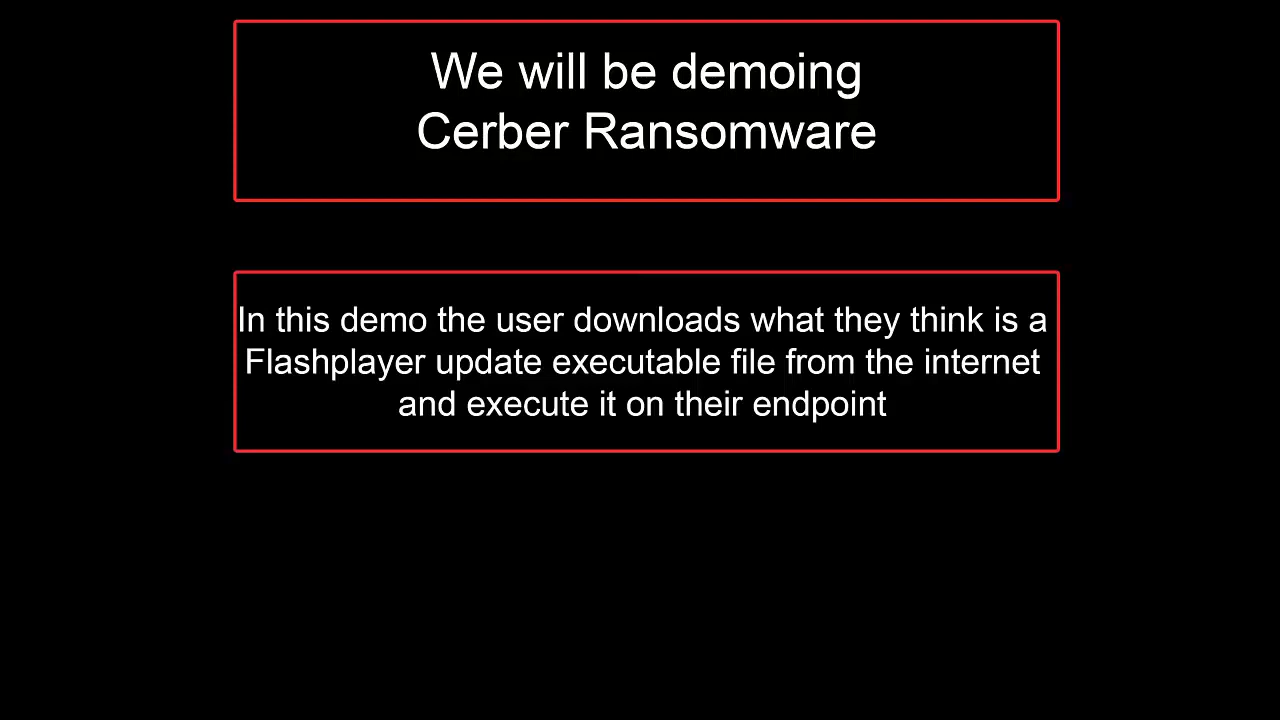 We will be demoing
Cerber Ransomware
In this demo the user downloads what they think is a
Flashplayer update executable file from the internet
and execute it on their endpoint